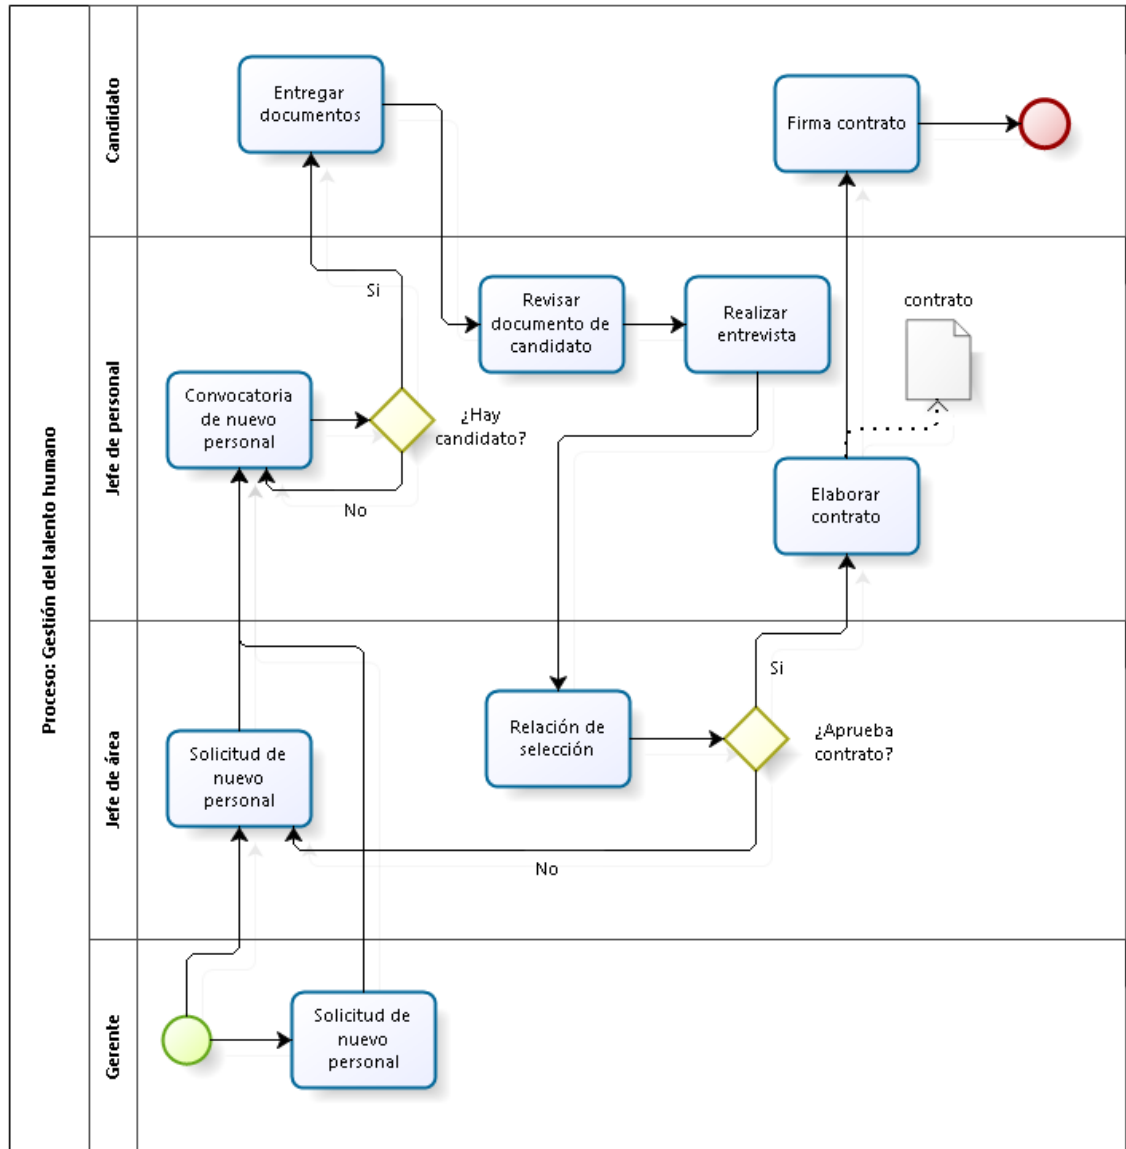 Proceso: Gestión del talento humano
Candidato
Entregar
documentos
Firma contrato
Jefe de personal
Si
Revisar
documento de
candidato
Realizar
entrevista
contrato
Convocatoria
de nuevo
personal
¿Hay
candidato?
No
Elaborar
contrato
Jefe de área
Si
Solicitud de
nuevo
personal
Relación de
selección
¿Aprueba
contrato?
No
Gerente
Solicitud de
nuevo
personal